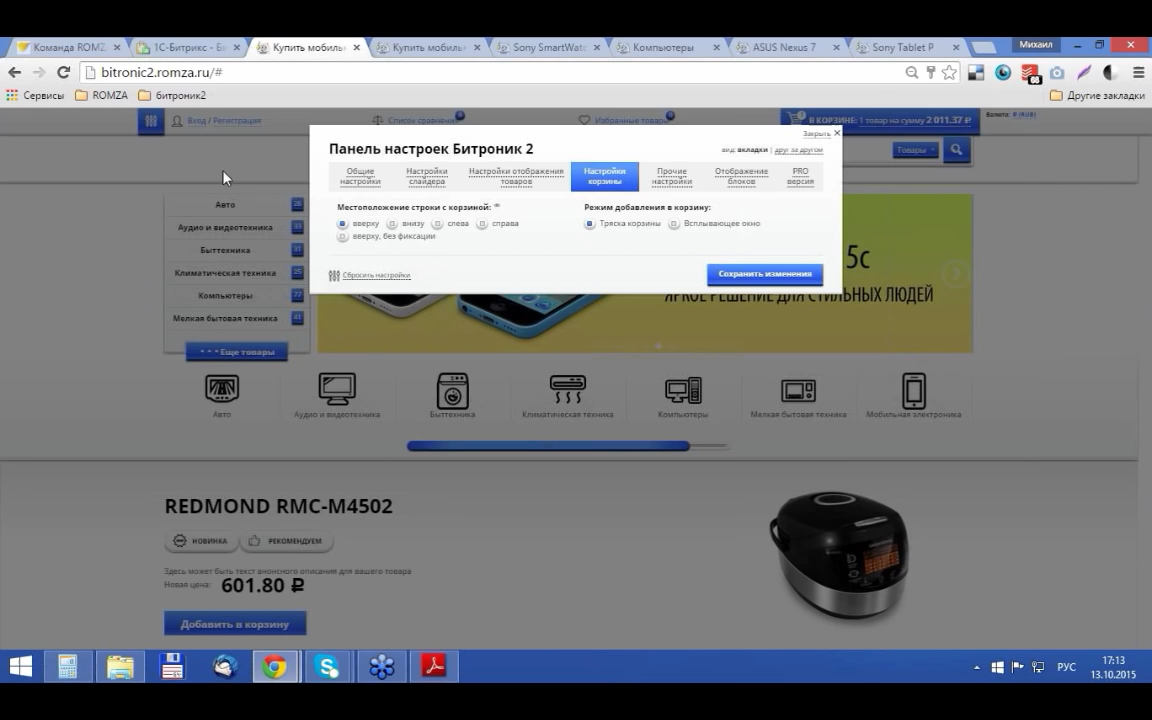 Михаил
Команда ROMZ
1С-Битрикс - Б
Купить мобиль
Купить мобиль
Sony SmartWatc
Компьютеры
ASUS Nexus 7
Sony Tablet P
bitronic2.romza.ru/#
Сервисы
ROMZA
битроник2
Другие закладки
Вход / Регистрация
Список сравнения
Избранные товары
В КОРЗИНЕ: 1 товар на сумму 2 011.37 ₽
Валюта: ₽ (RUB)
Закрыть
Панель настроек Битроник 2
вид: вкладки | друг за другом
Товары
Общие настройки
Настройки слайдера
Настройки отображения товаров
Настройки корзины
Прочие настройки
Отображение блоков
PRO версия
Местоположение строки с корзиной:
вверху
внизу
слева
справа
вверху, без фиксации
Режим добавления в корзину:
Тряска корзины
Всплывающее окно
Сбросить настройки
Сохранить изменения
Авто
Аудио и видеотехника
Быттехника
Климатическая техника
Компьютеры
Мелкая бытовая техника
Еще товары
5c
ЯРКОЕ РЕШЕНИЕ ДЛЯ СТИЛЬНЫХ ЛЮДЕЙ
Авто
Аудио и видеотехника
Быттехника
Климатическая техника
Компьютеры
Мелкая бытовая техника
Мобильная электроника
REDMOND RMC-M4502
НОВИНКА
РЕКОМЕНДУЕМ
Здесь может быть текст анонсного описания для вашего товара
Новая цена: 601.80 ₽
Добавить в корзину
РУС
17:13
13.10.2015